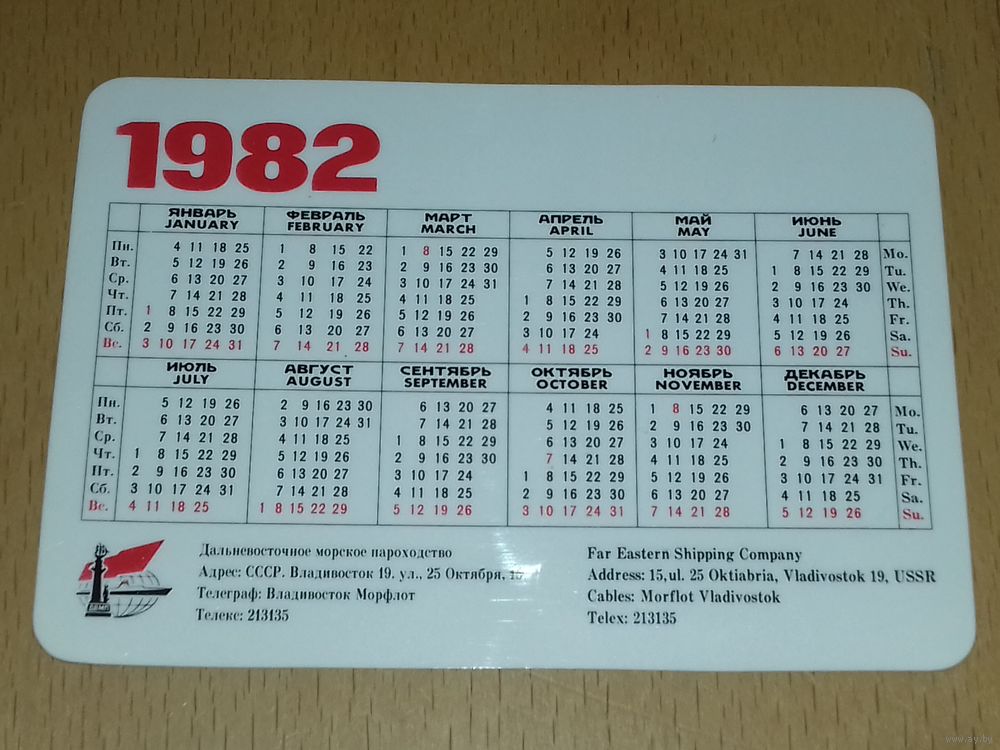 1982
ЯНВАРЬ ФЕВРАЛЬ МАРТ АПРЕЛЬ МАЙ ИЮНЬ
JANUARY FEBRUARY MARCH APRIL MAY JUNE
Пн. 4 11 18 25 1 8 15 22 1 8 15 22 29 5 12 19 26 3 10 17 24 31 7 14 21 28 Mo.
Вт. 5 12 19 26 2 9 16 23 2 9 16 23 30 6 13 20 27 4 11 18 25 1 8 15 22 29 Tu.
Ср. 6 13 20 27 3 10 17 24 3 10 17 24 31 7 14 21 28 5 12 19 26 2 9 16 23 30 We.
Чт. 7 14 21 28 4 11 18 25 4 11 18 25 1 8 15 22 29 6 13 20 27 3 10 17 24 Th.
Пт. 1 8 15 22 29 5 12 19 26 5 12 19 26 2 9 16 23 30 7 14 21 28 4 11 18 25 Fr.
Сб. 2 9 16 23 30 6 13 20 27 6 13 20 27 3 10 17 24 1 8 15 22 29 5 12 19 26 Sa.
Вс. 3 10 17 24 31 7 14 21 28 7 14 21 28 4 11 18 25 2 9 16 23 30 6 13 20 27 Su.
ИЮЛЬ АВГУСТ СЕНТЯБРЬ ОКТЯБРЬ НОЯБРЬ ДЕКАБРЬ
JULY AUGUST SEPTEMBER OCTOBER NOVEMBER DECEMBER
Пн. 5 12 19 26 2 9 16 23 30 6 13 20 27 4 11 18 25 1 8 15 22 29 6 13 20 27 Mo.
Вт. 6 13 20 27 3 10 17 24 31 7 14 21 28 5 12 19 26 2 9 16 23 30 7 14 21 28 Tu.
Ср. 7 14 21 28 4 11 18 25 1 8 15 22 29 6 13 20 27 3 10 17 24 1 8 15 22 29 We.
Чт. 1 8 15 22 29 5 12 19 26 2 9 16 23 30 7 14 21 28 4 11 18 25 2 9 16 23 30 Th.
Пт. 2 9 16 23 30 6 13 20 27 3 10 17 24 1 8 15 22 29 5 12 19 26 3 10 17 24 31 Fr.
Сб. 3 10 17 24 31 7 14 21 28 4 11 18 25 2 9 16 23 30 6 13 20 27 4 11 18 25 Sa.
Вс. 4 11 18 25 1 8 15 22 29 5 12 19 26 3 10 17 24 31 7 14 21 28 5 12 19 26 Su.
Дальневосточное морское пароходство
Адрес: СССР. Владивосток 19. ул., 25 Октября,
Телеграф: Владивосток Морфлот
Телекс: 213135
Far Eastern Shipping Company
Address: 15,ul. 25 Oktiabria, Vladivostok 19, USSR
Cables: Morflot Vladivostok
Telex: 213135
www.ay.by